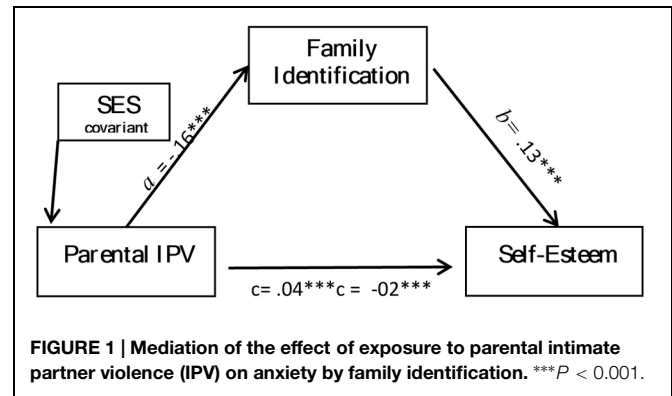 Family
Identification
SES
covariant
a = -.16***
b= .13***
Parental IPV
Self-Esteem
c= .04***c = -02***
FIGURE 1 | Mediation of the effect of exposure to parental intimate
partner violence (IPV) on anxiety by family identification. ***P < 0.001.